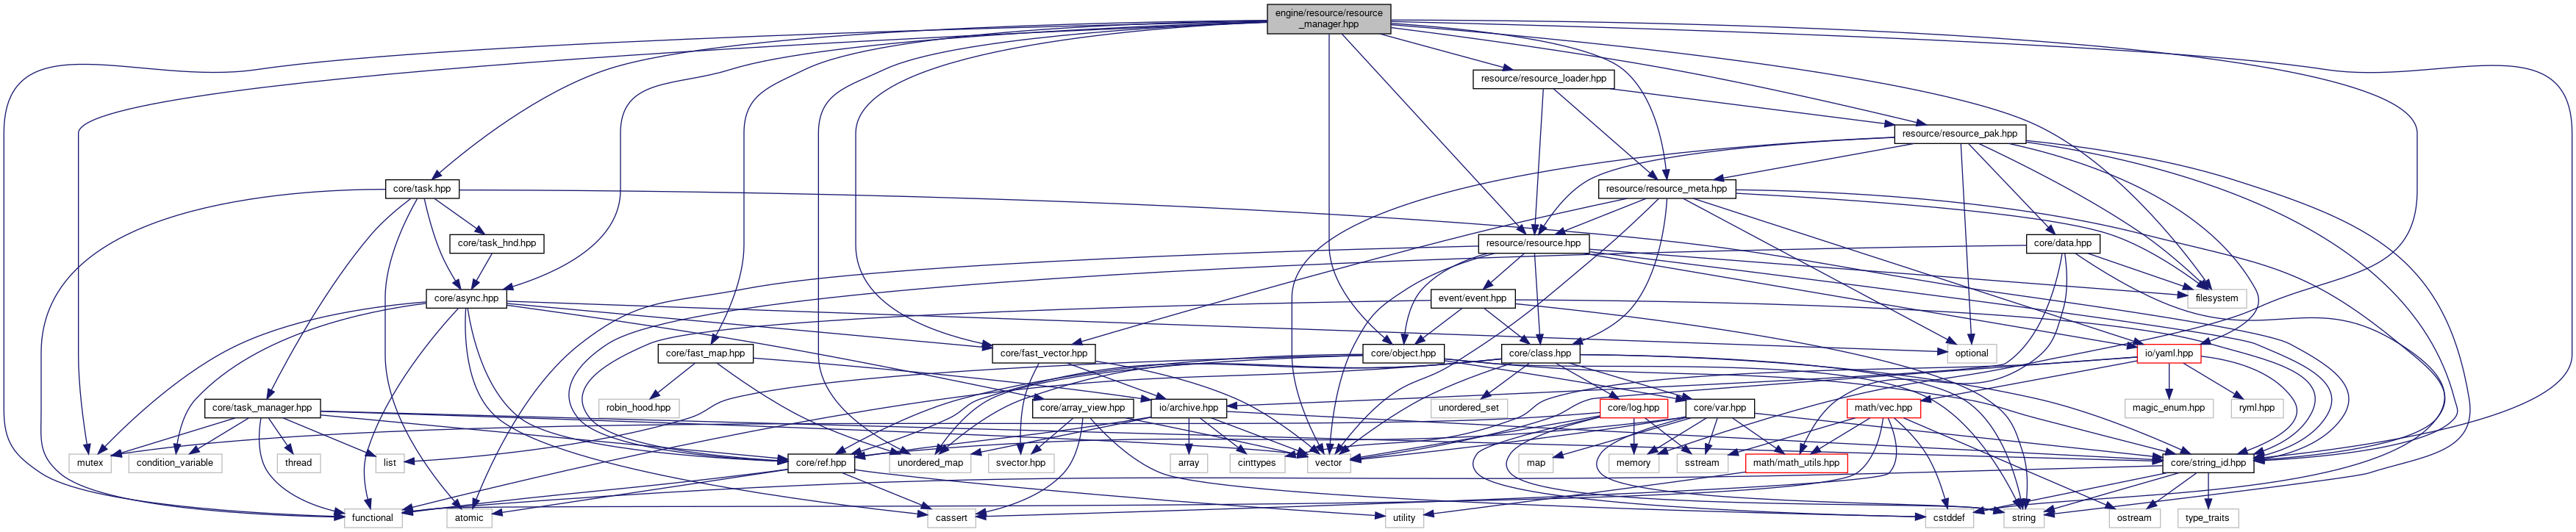 engine/resource/resource
_manager.hpp
resource/resource_loader.hpp
resource/resource_pak.hpp
core/task.hpp
resource/resource_meta.hpp
core/task_hnd.hpp
resource/resource.hpp
core/data.hpp
core/async.hpp
event/event.hpp
filesystem
core/fast_map.hpp
core/fast_vector.hpp
core/object.hpp
core/class.hpp
optional
io/yaml.hpp
core/task_manager.hpp
robin_hood.hpp
core/array_view.hpp
io/archive.hpp
unordered_set
core/log.hpp
core/var.hpp
math/vec.hpp
magic_enum.hpp
ryml.hpp
mutex
condition_variable
thread
list
core/ref.hpp
unordered_map
svector.hpp
array
cinttypes
vector
map
memory
sstream
math/math_utils.hpp
core/string_id.hpp
functional
atomic
utility
cassert
cstddef
string
ostream
type_traits